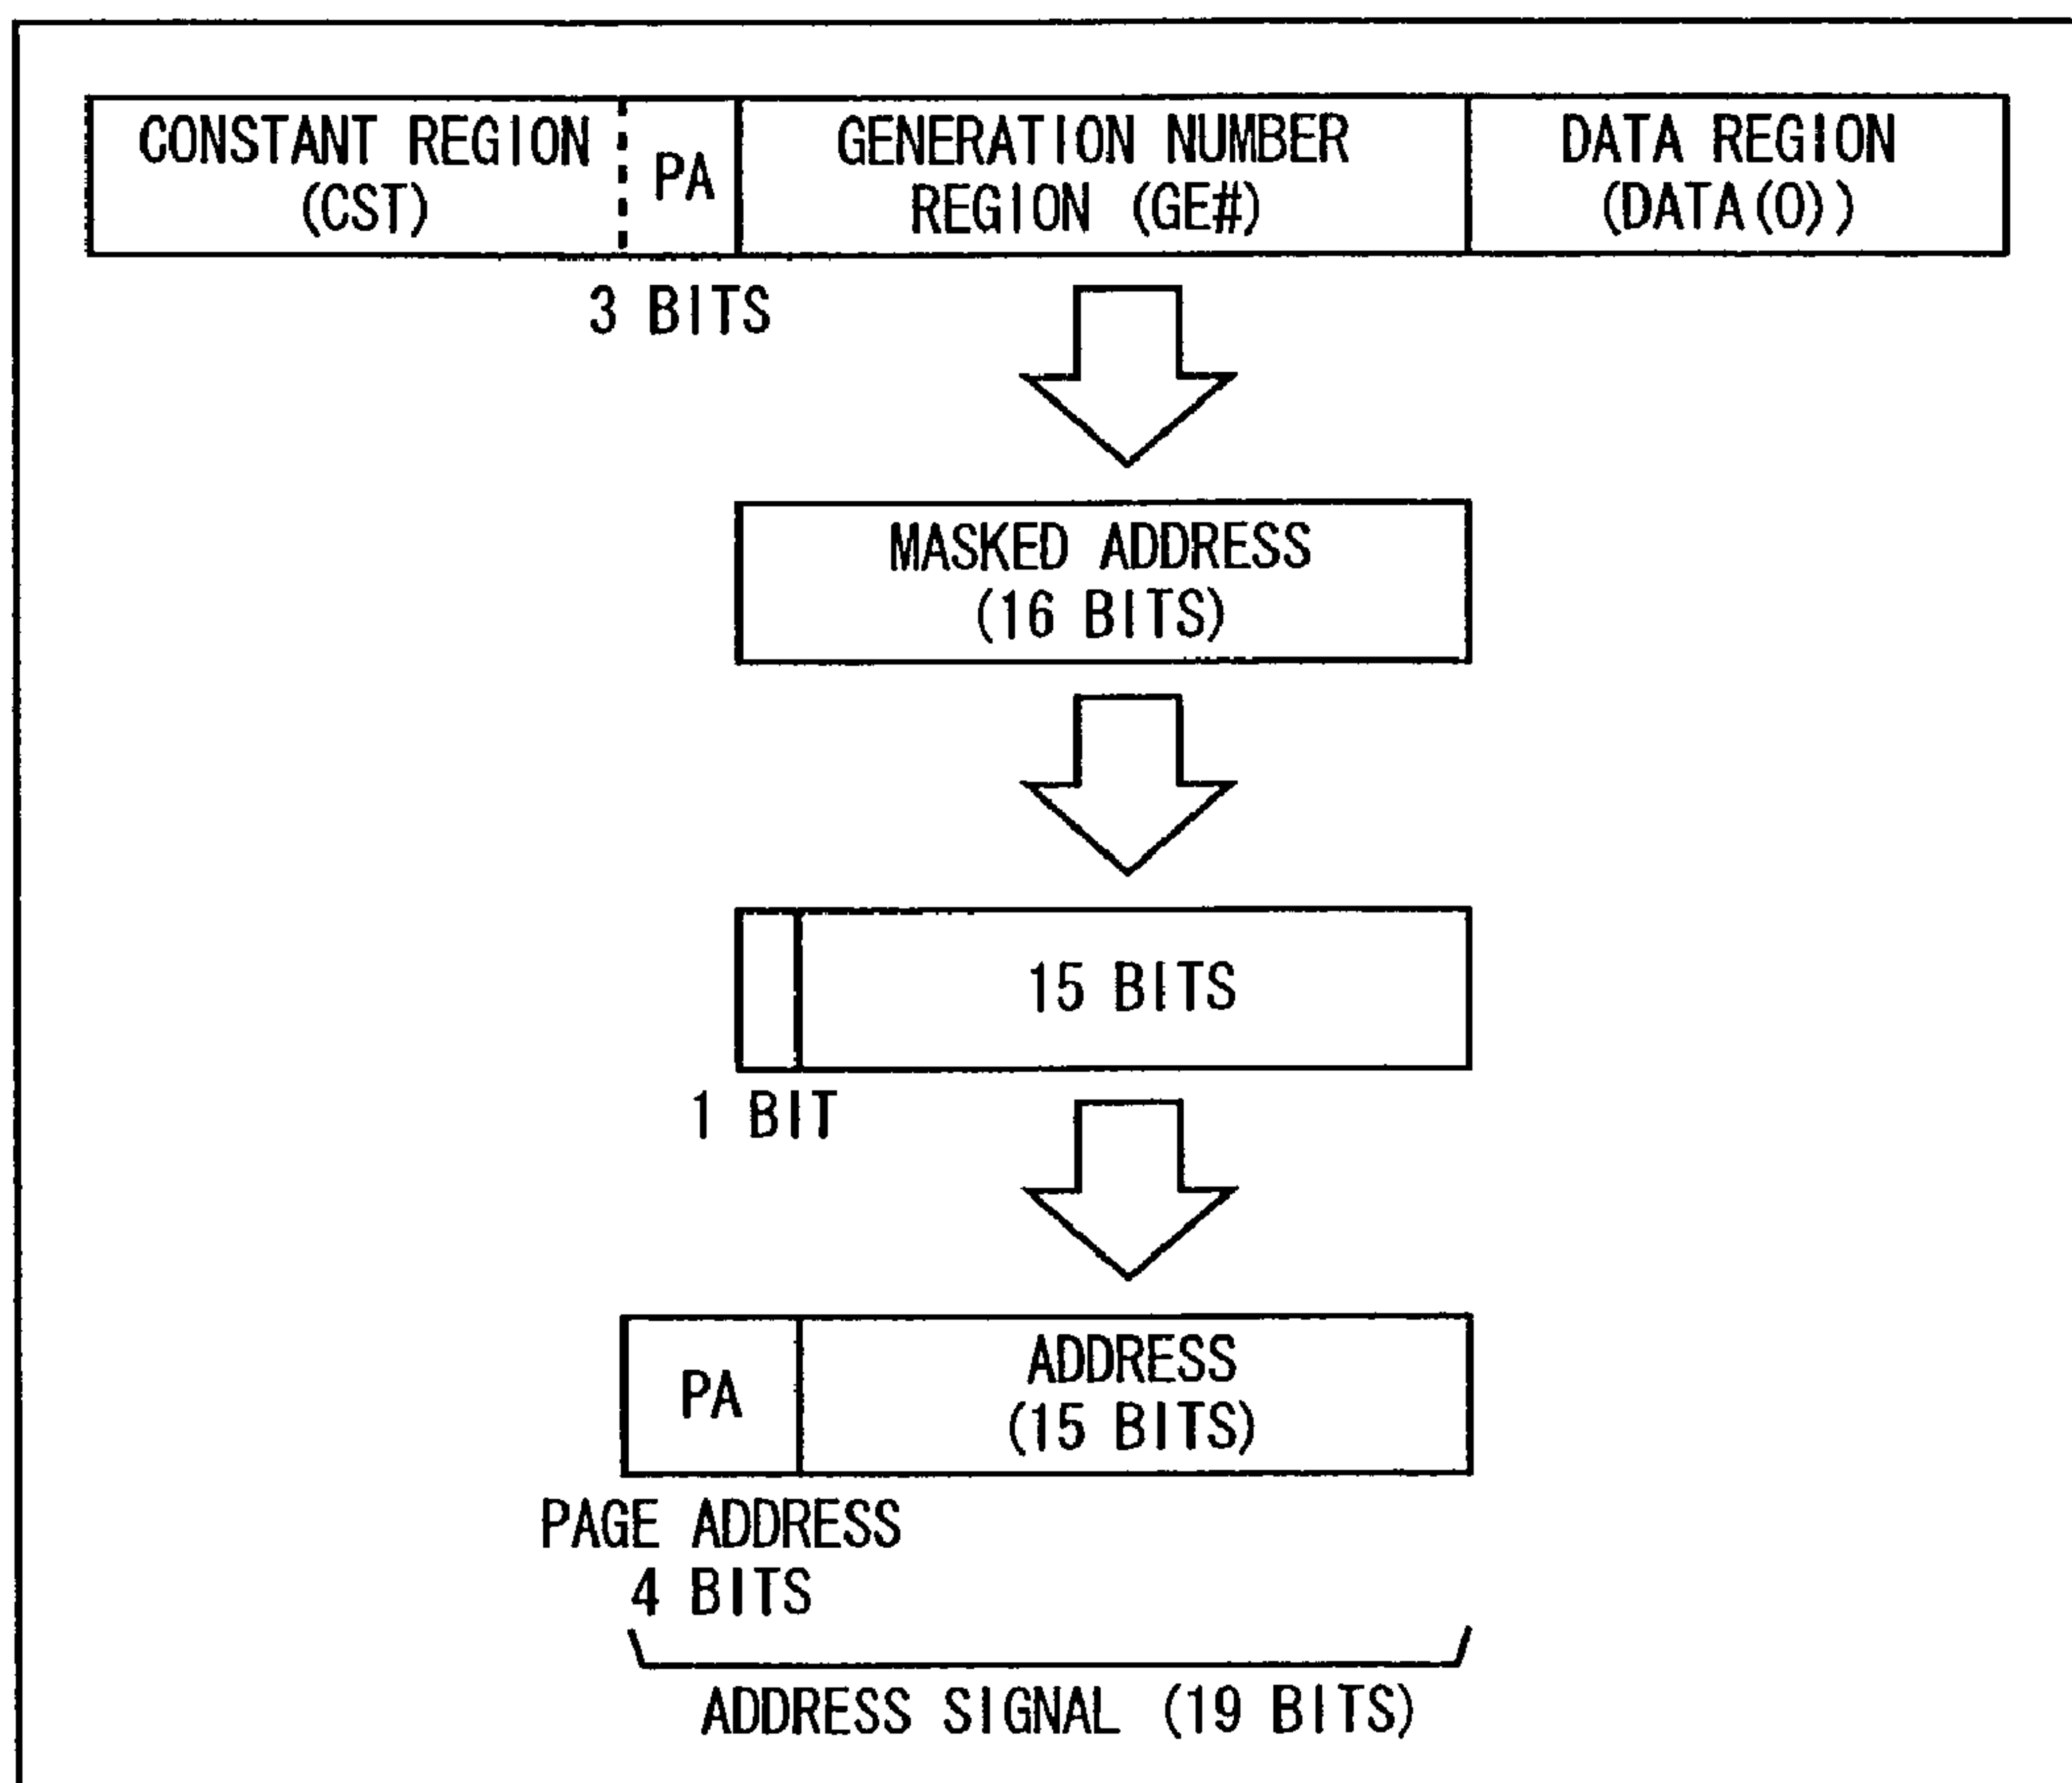 CONSTANT REGION
(CST)
PA
GENERATION NUMBER
REGION (GE#)
DATA REGION
(DATA(O))
3 BITS
MASKED ADDRESS
(16 BITS)
15 BITS
1 BIT
PA
ADDRESS
(15 BITS)
PAGE ADDRESS
4 BITS
ADDRESS SIGNAL (19 BITS)